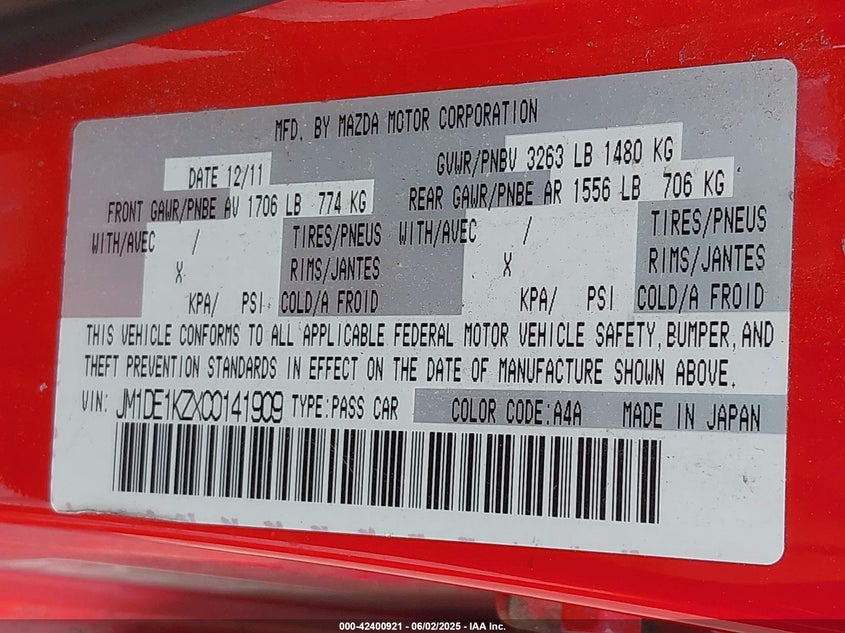 MFD. BY MAZDA MOTOR CORPORATION
DATE 12/11 GVWR/PNBV 3263 LB 1480 KG
FRONT GAWR/PNBE AV 1706 LB 774 KG REAR GAWR/PNBE AR 1556 LB 706 KG
WITH/AVEC / TIRES/PNEUS WITH/AVEC / TIRES/PNEUS
X RIMS/JANTES X RIMS/JANTES
KPA/ PSI COLD/A FROID KPA/ PSI COLD/A FROID
THIS VEHICLE CONFORMS TO ALL APPLICABLE FEDERAL MOTOR VEHICLE SAFETY, BUMPER, AND
THEFT PREVENTION STANDARDS IN EFFECT ON THE DATE OF MANUFACTURE SHOWN ABOVE.
VIN: JM1DE1KZXC0141909 TYPE:PASS CAR COLOR CODE:A4A MADE IN JAPAN
000-42400921 - 06/02/2025 - IAA Inc.